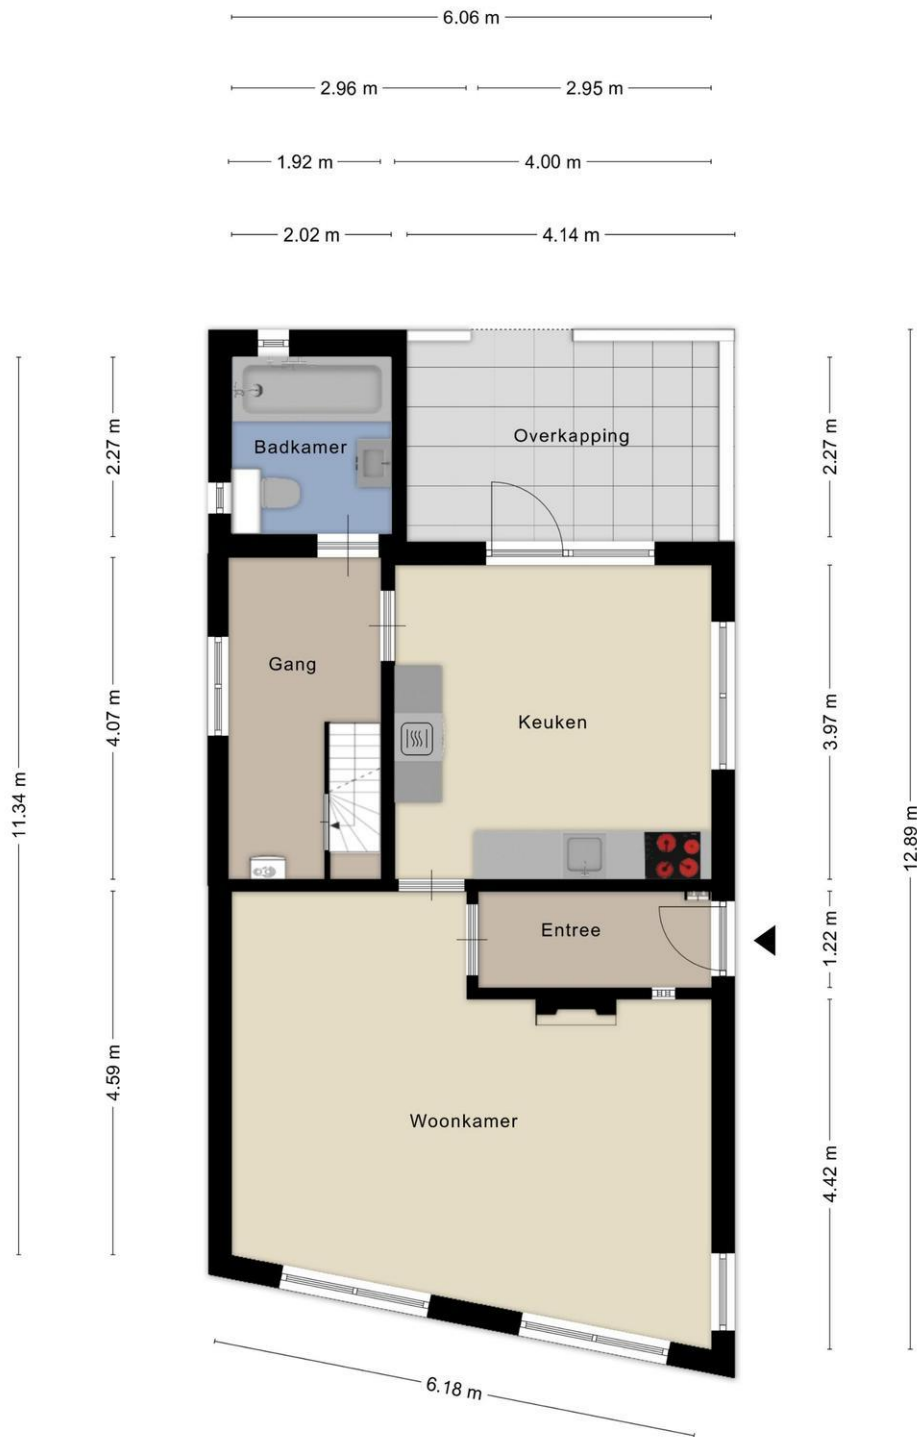 6.06 m
2.96 m 2.95 m
1.92 m 4.00 m
2.02 m 4.14 m
2.27 m
2.27 m
Overkapping
Badkamer
Gang
4.07 m
Keuken
3.97 m
11.34 m
12.89 m
Entree
1.22 m
4.59 m
Woonkamer
4.42 m
6.18 m